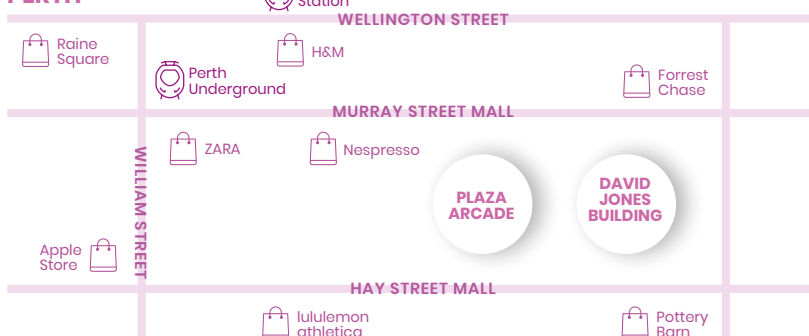 Station
WELLINGTON STREET
Raine
Square
H&M
Perth
Underground
Forrest
Chase
MURRAY STREET MALL
ZARA
Nespresso
WILLIAM STREET
PLAZA
ARCADE
DAVID
JONES
BUILDING
Apple
Store
HAY STREET MALL
lululemon
athletica
Pottery
Barn